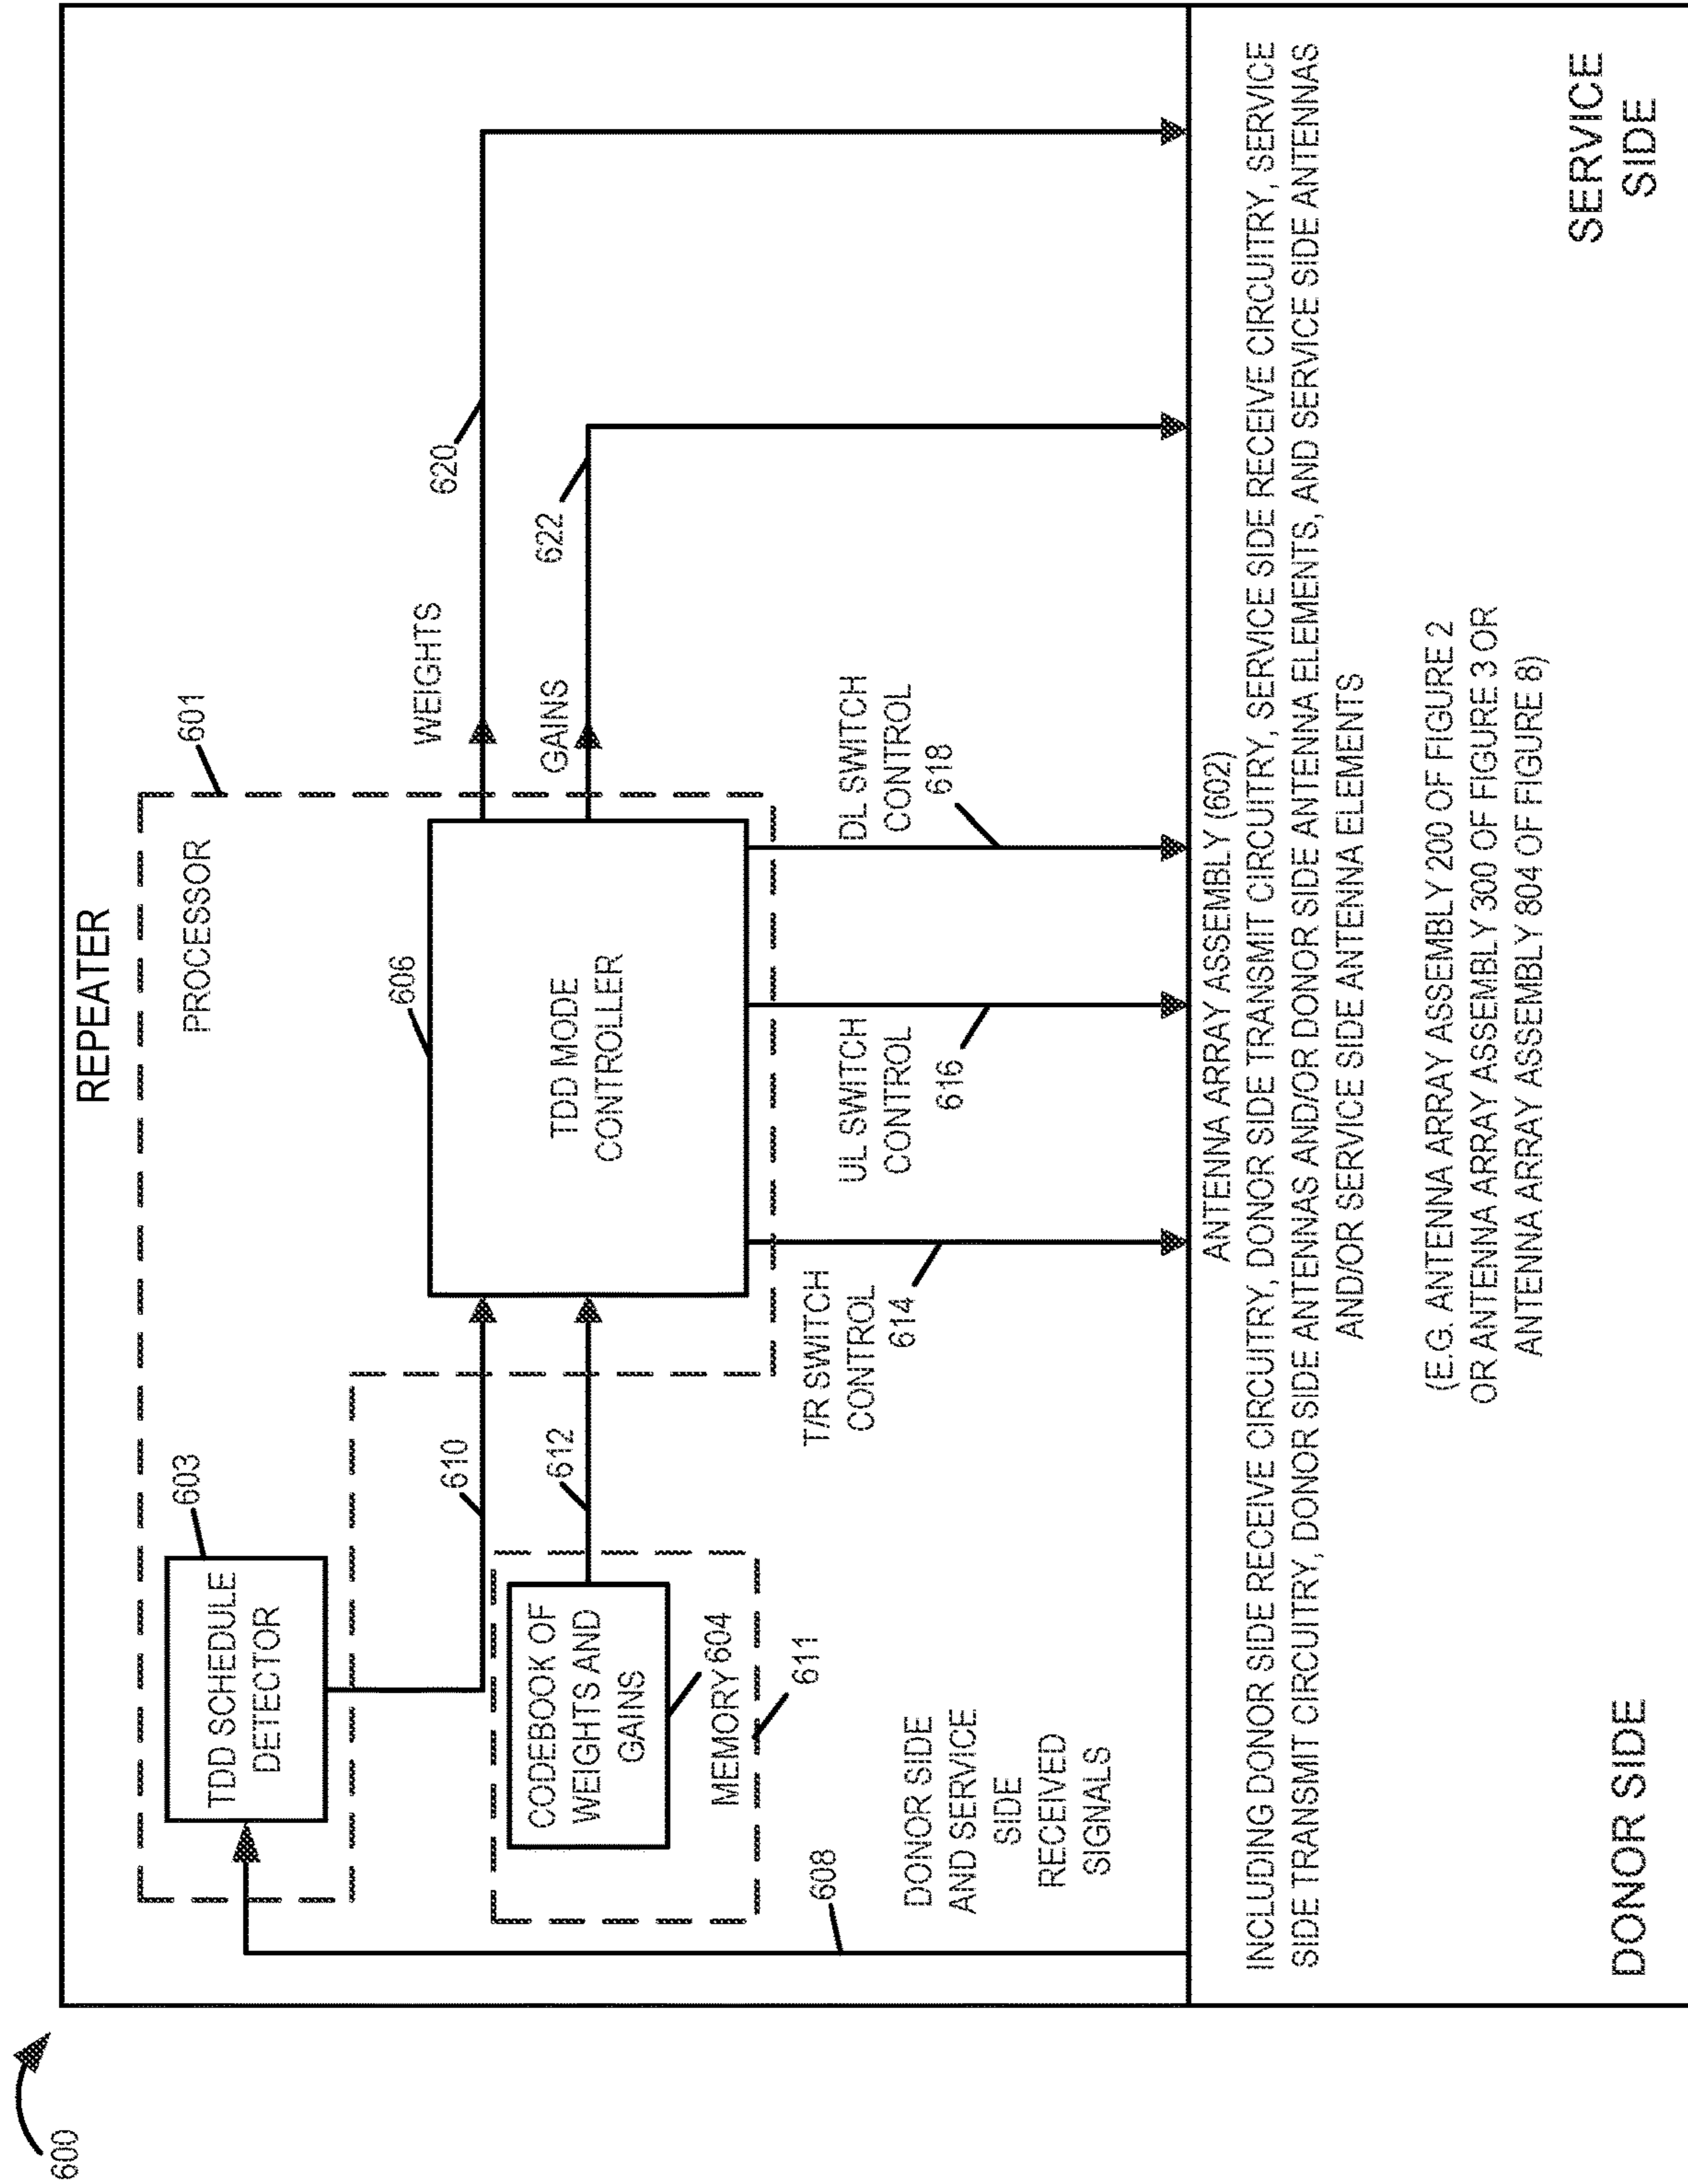 600
REPEATER
PROCESSOR
601
603
TDD SCHEDULE
DETECTOR
606
TDD MODE
CONTROLLER
WEIGHTS
620
GAINS
622
610
612
CODEBOOK OF
WEIGHTS AND
GAINS
MEMORY
604
611
608
DONOR SIDE
AND SERVICE
SIDE
RECEIVED
SIGNALS
T/R SWITCH
CONTROL
614
UL SWITCH
CONTROL
616
DL SWITCH
CONTROL
618
ANTENNA ARRAY ASSEMBLY (602)
INCLUDING DONOR SIDE RECEIVE CIRCUITRY, DONOR SIDE TRANSMIT CIRCUITRY, SERVICE SIDE RECEIVE CIRCUITRY, SERVICE
SIDE TRANSMIT CIRCUITRY, DONOR SIDE ANTENNAS AND/OR DONOR SIDE ANTENNA ELEMENTS, AND SERVICE SIDE ANTENNAS
AND/OR SERVICE SIDE ANTENNA ELEMENTS
(E.G. ANTENNA ARRAY ASSEMBLY 200 OF FIGURE 2
OR ANTENNA ARRAY ASSEMBLY 300 OF FIGURE 3 OR
ANTENNA ARRAY ASSEMBLY 804 OF FIGURE 8)
DONOR SIDE
SERVICE
SIDE